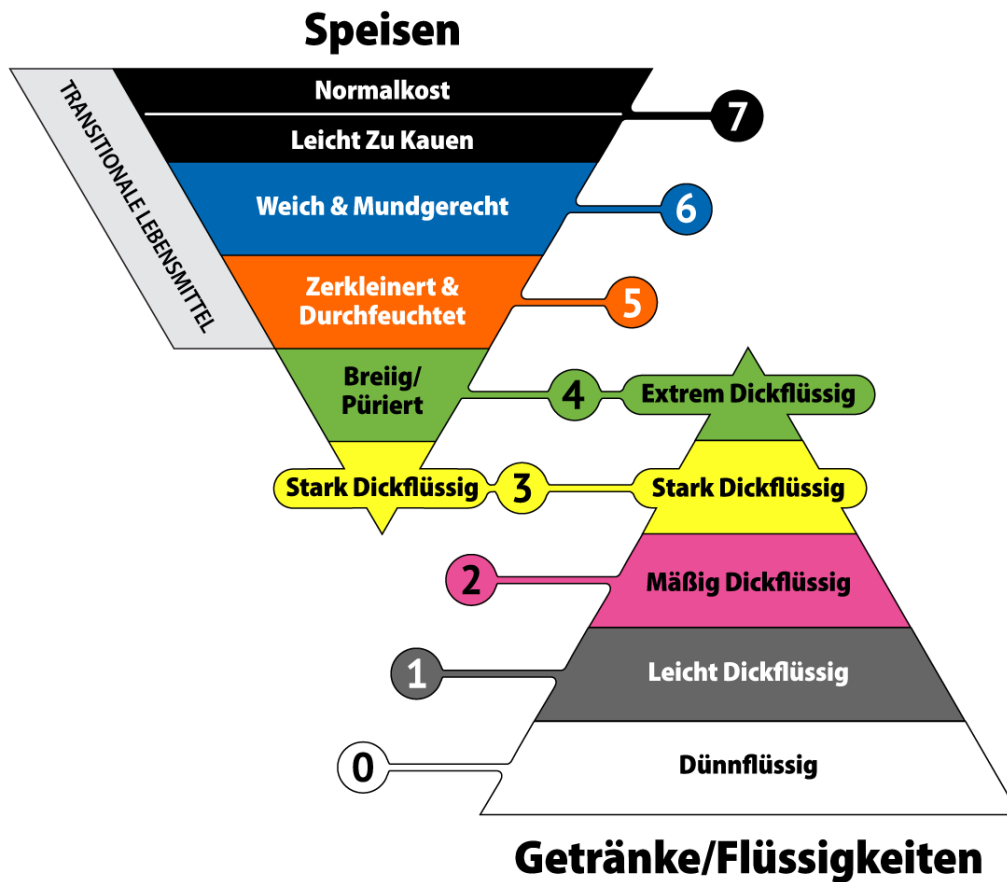 Speisen
TRANSITIONALE LEBENSMITTEL
Normalkost
7
Leicht Zu Kauen
Weich & Mundgerecht
6
Zerkleinert &
Durchfeuchtet
5
Breiig/
Püriert
4
Extrem Dickflüssig
Stark Dickflüssig
3
Stark Dickflüssig
2
Mäßig Dickflüssig
1
Leicht Dickflüssig
0
Dünnflüssig
Getränke/Flüssigkeiten